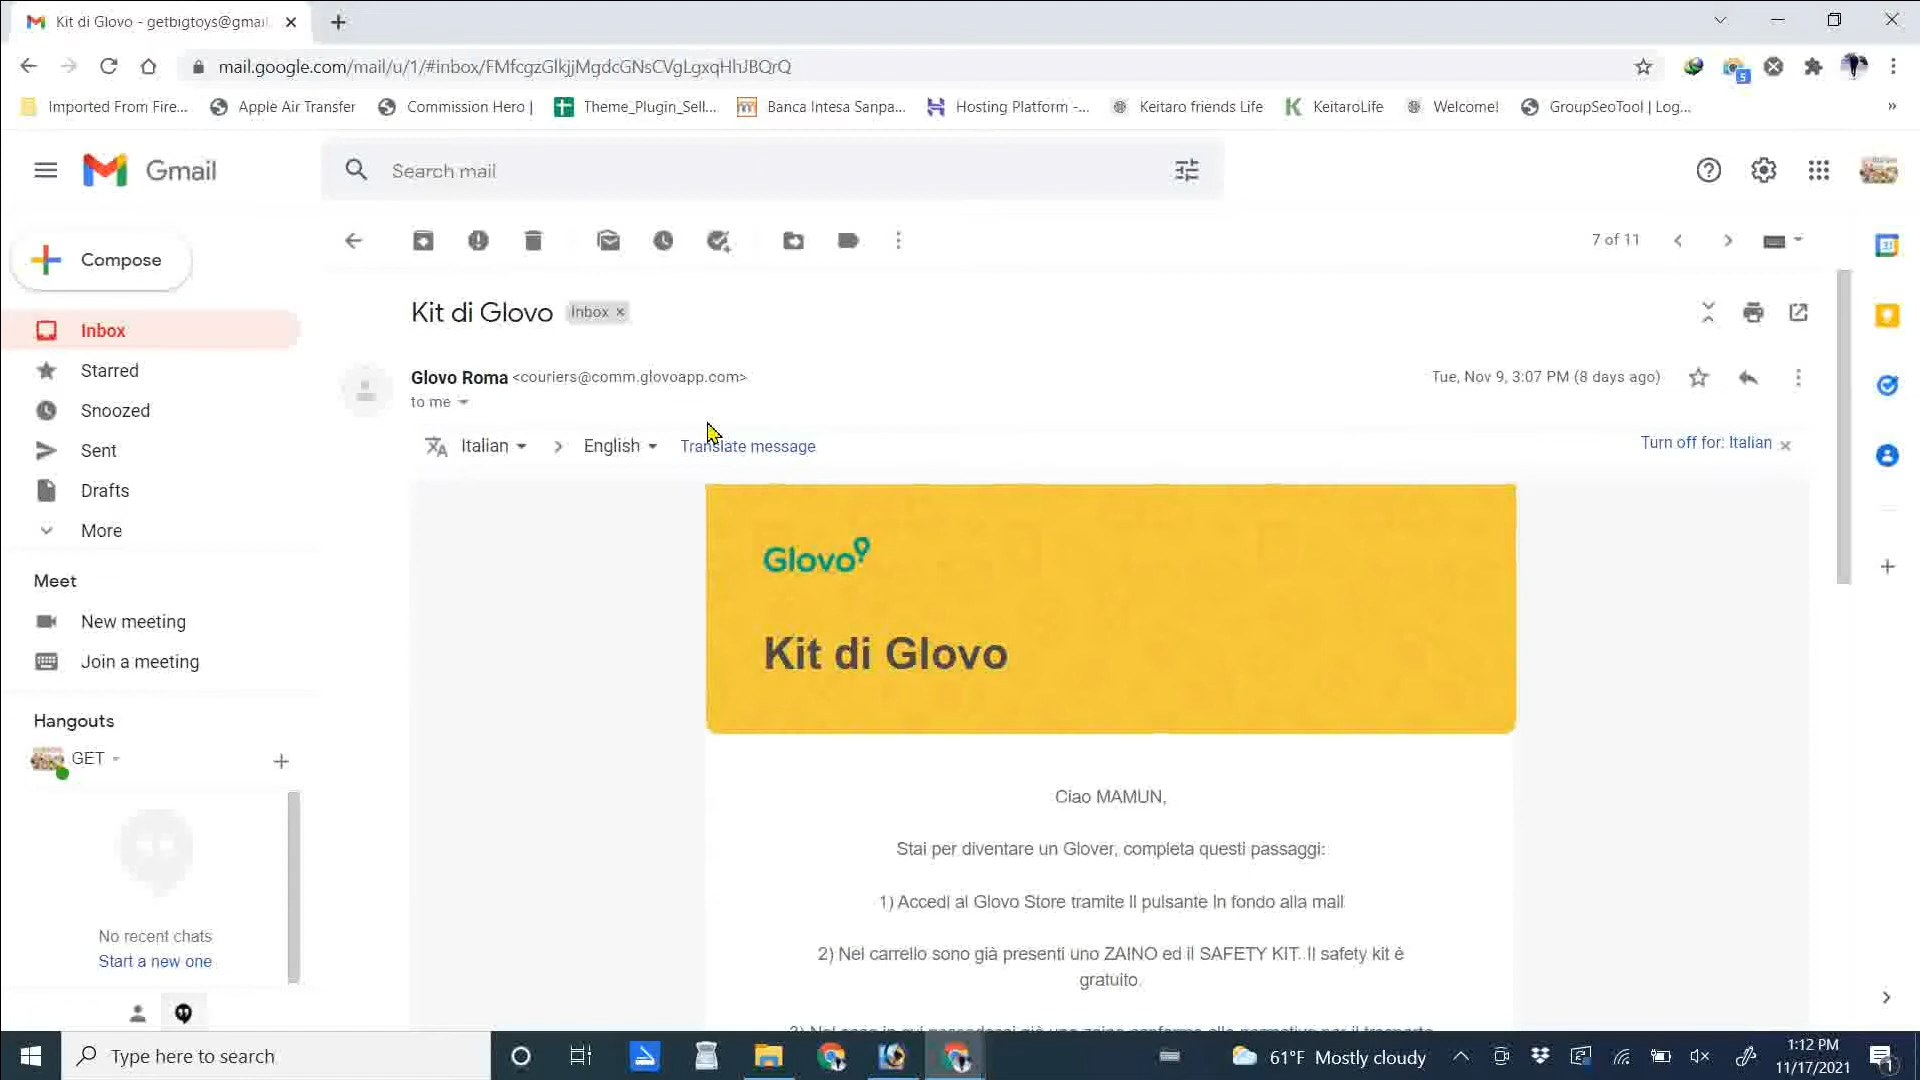 Kit di Glovo - getbigtoys@gmail.
mail.google.com/mail/u/1/#inbox/FMfcgzGlkjjMgdcGNsCVgLgxqHhJBQrQ
5
Imported From Fire...
Apple Air Transfer
Commission Hero |
Theme_Plugin_Sell...
Banca Intesa Sanpa...
Hosting Platform -...
Keitaro friends Life
KeitaroLife
Welcome!
GroupSeoTool | Log...
»
Gmail
Search mail
7 of 11
Compose
31
Kit di Glovo
Inbox ×
Inbox
Glovo Roma <couriers@comm.glovoapp.com>
Tue, Nov 9, 3:07 PM (8 days ago)
Starred
to me
Snoozed
Italian > English Translate message
Turn off for: Italian ×
Sent
Drafts
More
Glovo
Meet
New meeting
Kit di Glovo
Join a meeting
Hangouts
GET
Ciao MAMUN,
Stai per diventare un Glover, completa questi passaggi:
1) Accedi al Glovo Store tramite il pulsante in fondo alla mail
No recent chats
Start a new one
2) Nel carrello sono già presenti uno ZAINO ed il SAFETY KIT. Il safety kit è
gratuito.
Type here to search
61°F Mostly cloudy
1:12 PM
11/17/2021
1